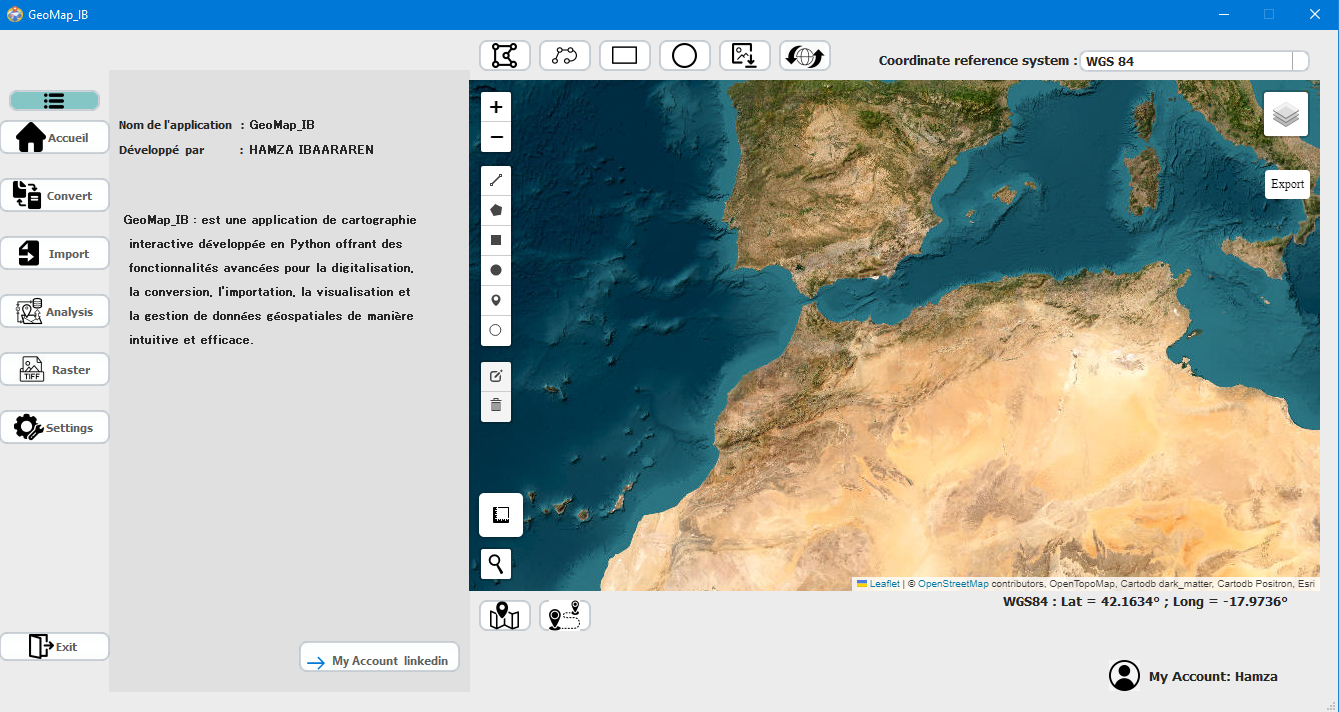 GeoMap_IB
Coordinate reference system : WGS 84
Nom de l'application : GeoMap_IB
Développé par : HAMZA IBAARAREN
GeoMap_IB : est une application de cartographie
interactive développée en Python offrant des
fonctionnalités avancées pour la digitalisation,
la conversion, l'importation, la visualisation et
la gestion de données géospatiales de manière
intuitive et efficace.
Accueil
Convert
Import
Analysis
TIFF
Raster
Settings
Exit
My Account linkedin
+
−
Export
Leaflet | © OpenStreetMap contributors, OpenTopoMap, Cartodb dark_matter, Cartodb Positron, Esri
WGS84 : Lat = 42.1634° ; Long = -17.9736°
My Account: Hamza